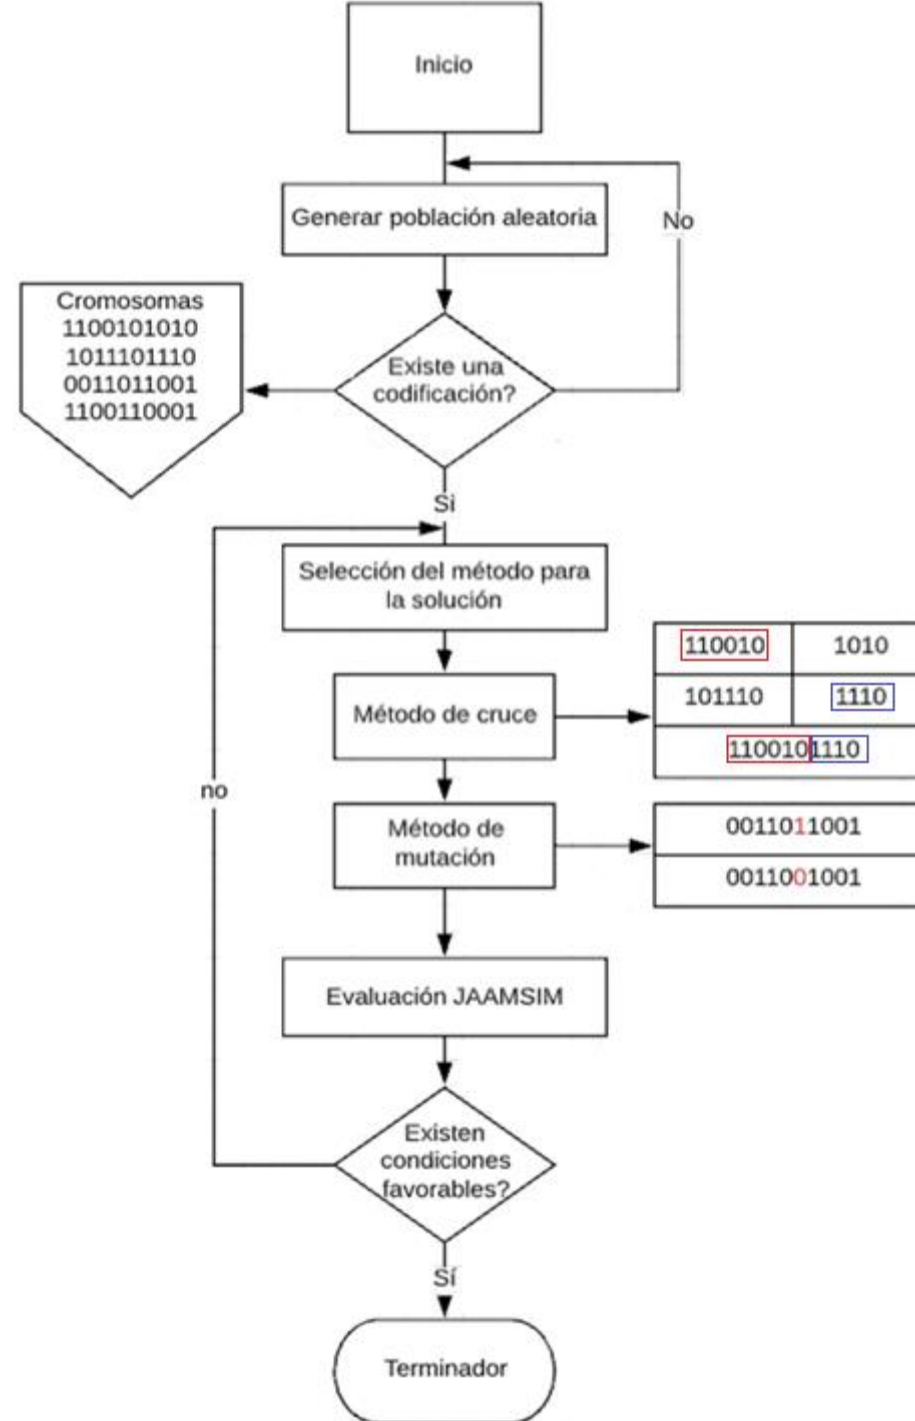 Inicio
Generar población aleatoria
No
Cromosomas
1100101010
1011101110
0011011001
1100110001
Existe una
codificación?
Si
Selección del método para
la solución
Método de cruce
110010 1010
101110 1110
1100101110
no
Método de
mutación
0011011001
0011001001
Evaluación JAAMSIM
Existen
condiciones
favorables?
Sí
Terminador